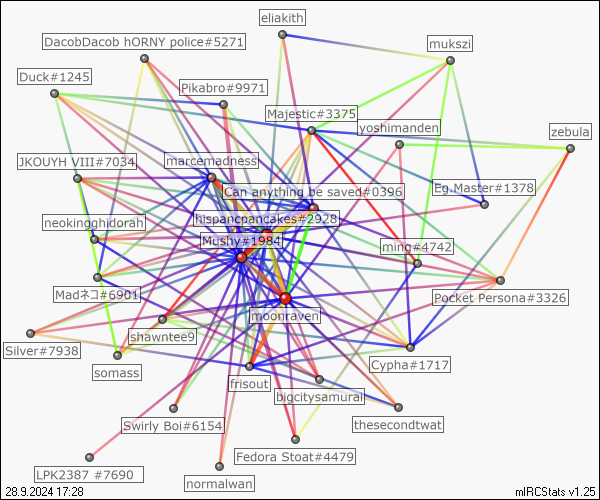 eliakith
DacobDacob hORNY police#5271
mukszi
Duck#1245
Pikabro#9971
Majestic#3375
yoshimanden
zebula
JKOUYH VIII#7034
marcemadness
Can anything be saved#0396
Eg.Master#1378
neokingghidorah
hispancpancakes#2928
Mushy#1984
ming#4742
Madネコ#6901
Pocket Persona#3326
moonraven
shawntee9
Silver#7938
Cypha#1717
somass
frisout
bigcitysamurai
Swirly Boi#6154
thesecondtwat
Fedora Stoat#4479
LPK2387 #7690
normalwan
28.9.2024 17:28
mIRCStats v1.25